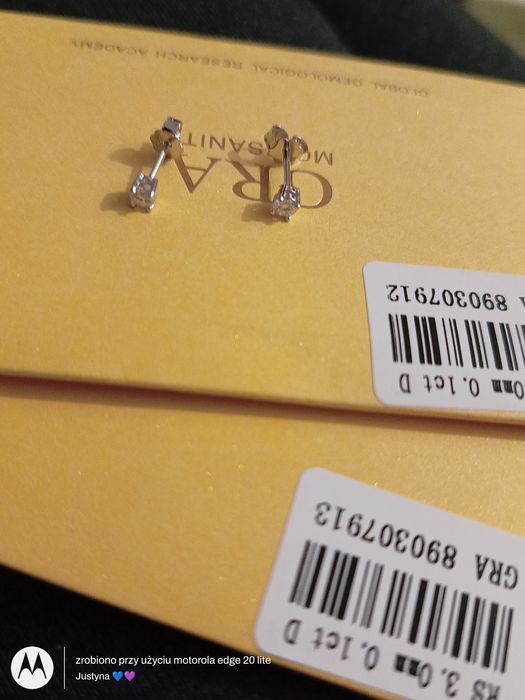 GLOBAL GEMOLOGICAL RESEARCH ACADEMY
GRA
MOISSANITE
890307912
0mm 0.1ct D
GRA 890307913
RS 3.0mm 0.1ct D
zrobiono przy użyciu motorola edge 20 lite
Justyna 💙💜